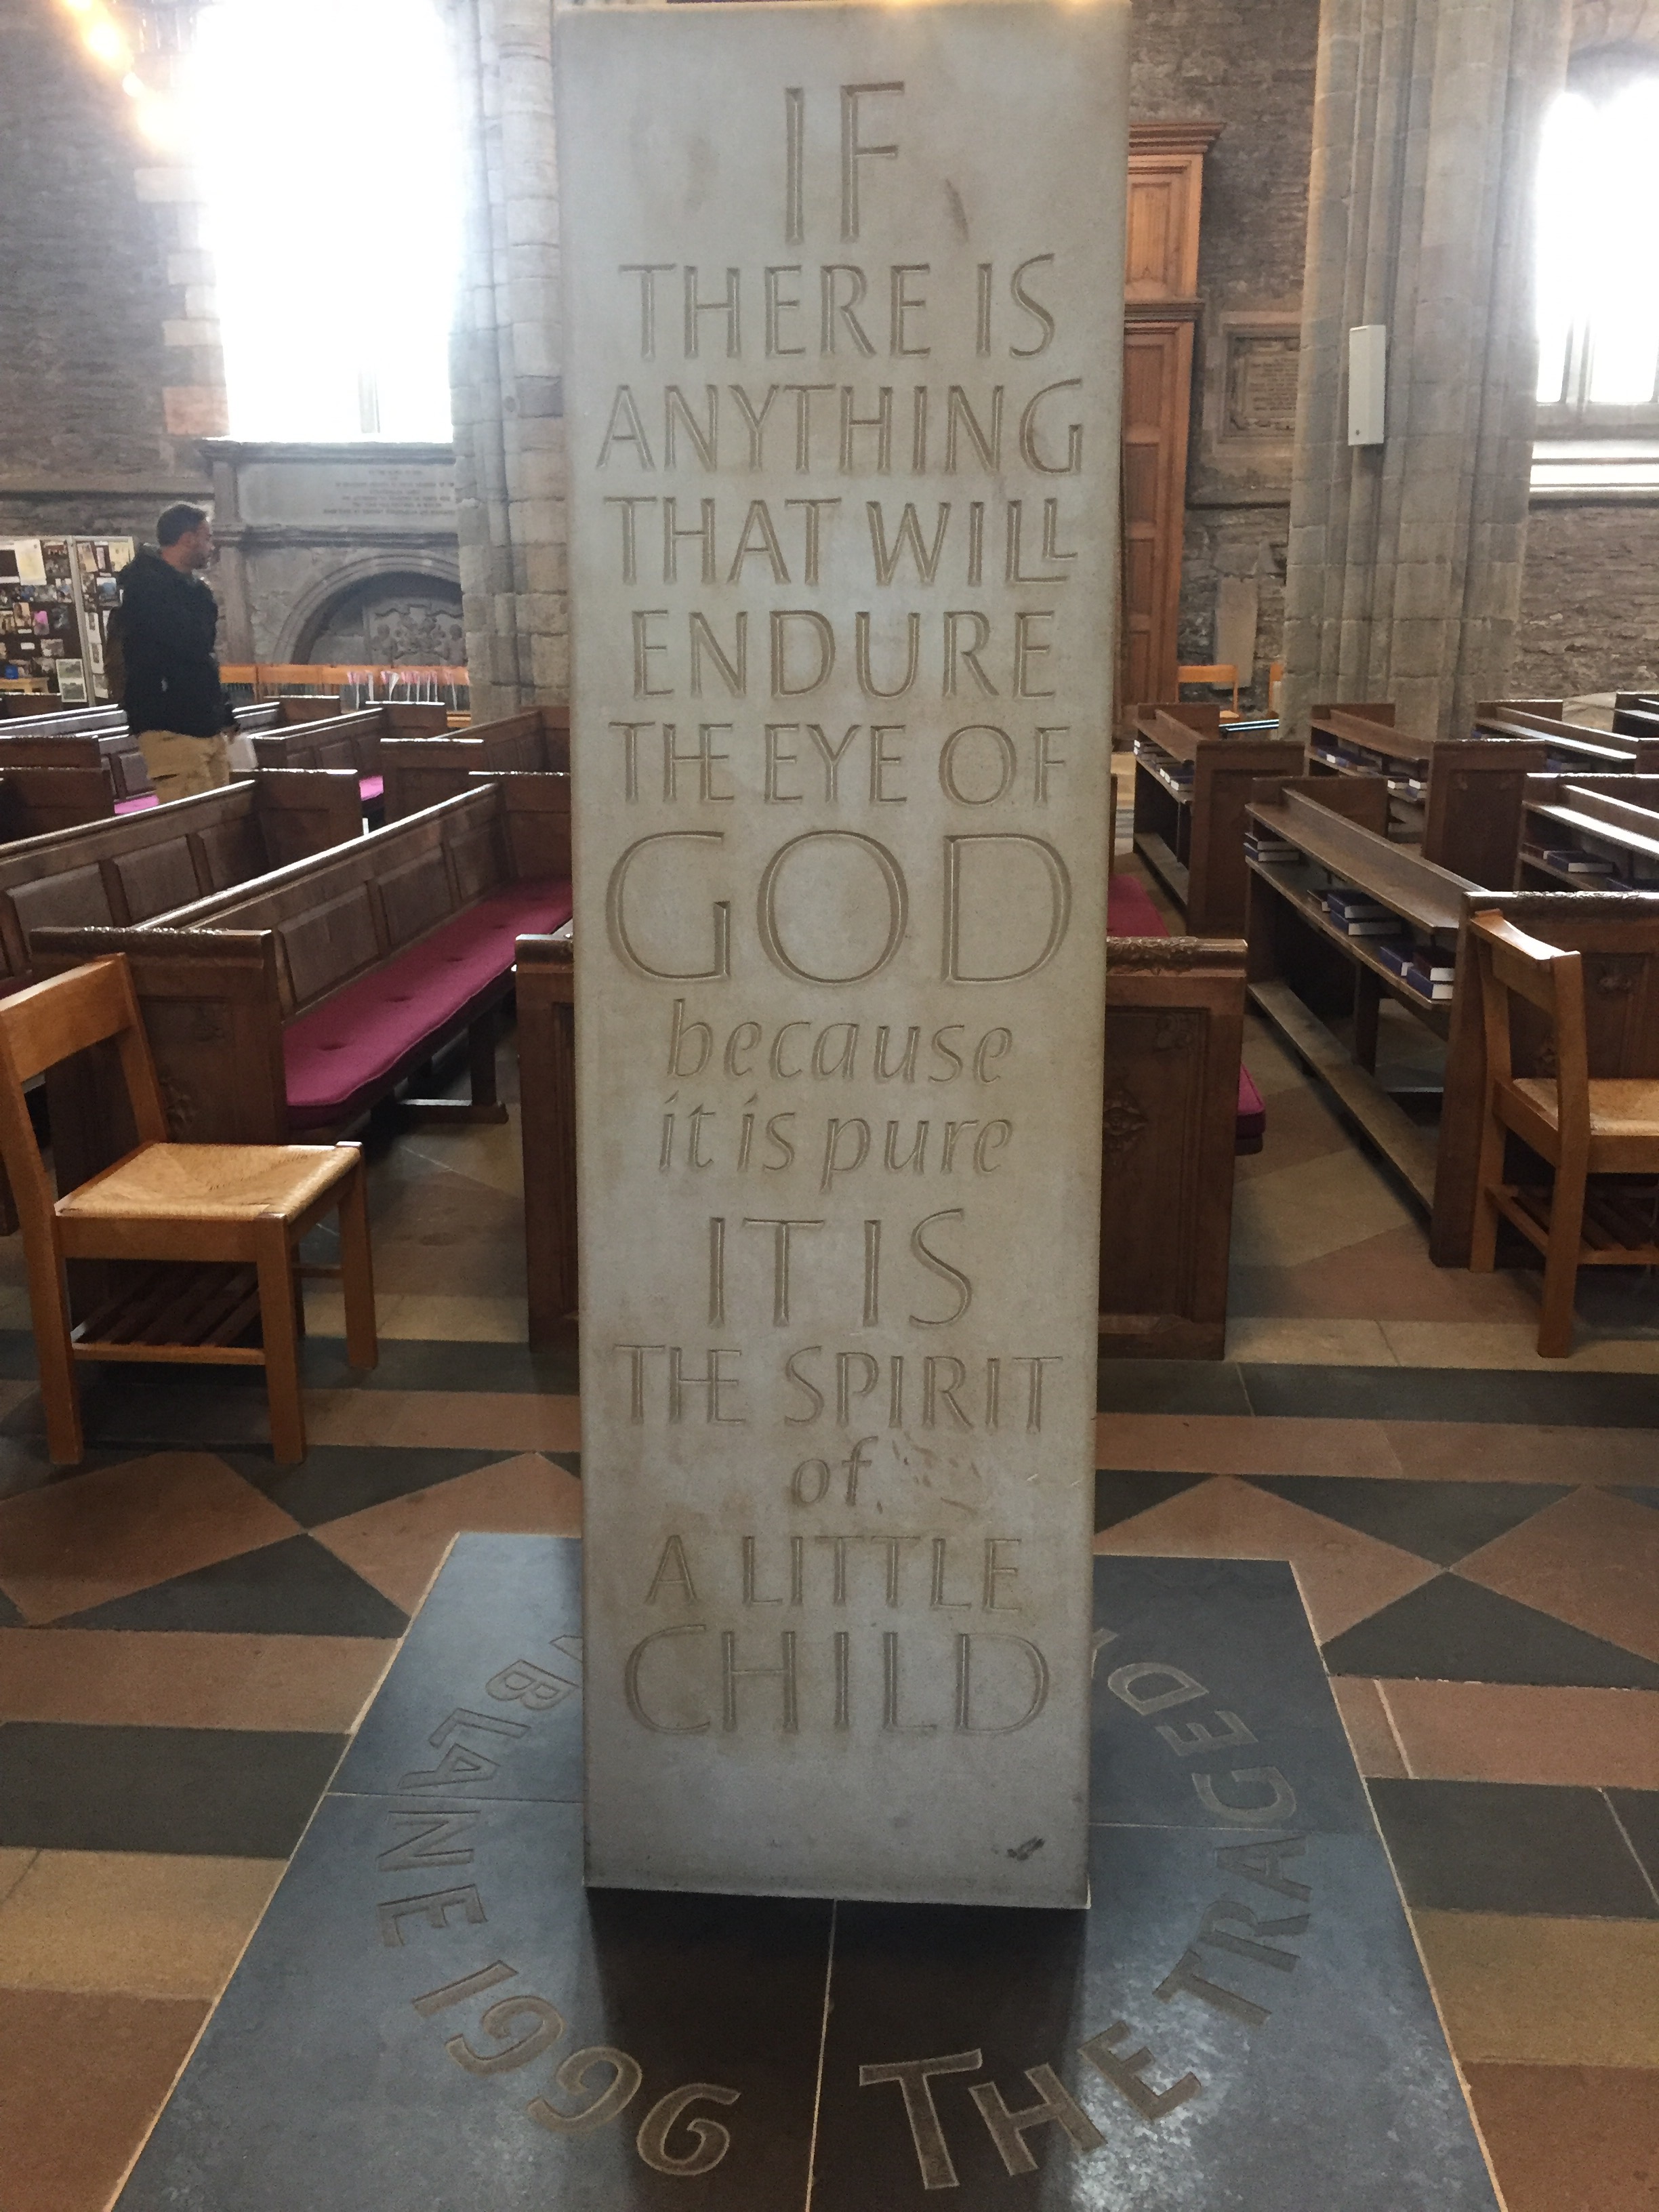 IF
THERE IS
ANYTHING
THAT WILL
ENDURE
THE EYE OF
GOD
because
it is pure
IT IS
THE SPIRIT
of
A LITTLE
CHILD
THE TRAGEDY
BLANE 1996